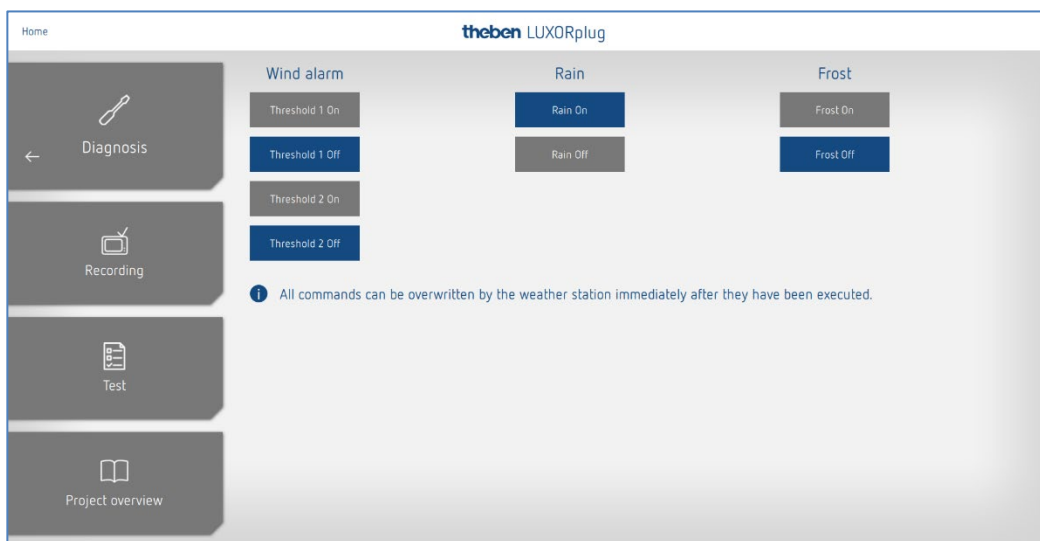 Home
theben LUXORplug
Diagnosis
Recording
Test
Project overview
Wind alarm
Threshold 1 On
Threshold 1 Off
Threshold 2 On
Threshold 2 Off
Rain
Rain On
Rain Off
Frost
Frost On
Frost Off
All commands can be overwritten by the weather station immediately after they have been executed.